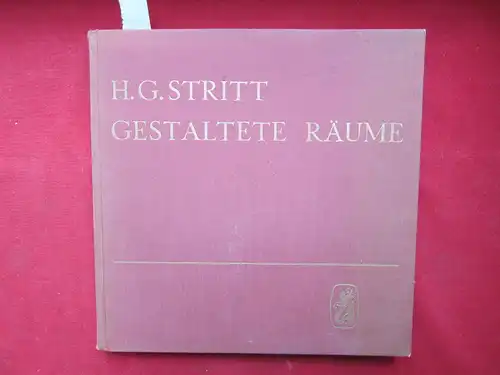 H. G. STRITT
GESTALTETE RÄUME